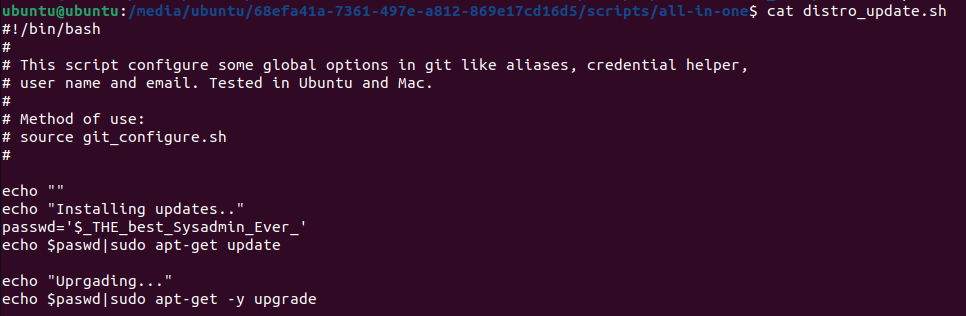 ubuntu@ubuntu:/media/ubuntu/68efa41a-7361-497e-a812-869e17cd16d5/scripts/all-in-one$ cat distro_update.sh
#!/bin/bash
#
# This script configure some global options in git like aliases, credential helper,
# user name and email. Tested in Ubuntu and Mac.
#
# Method of use:
# source git_configure.sh
#

echo ""
echo "Installing updates.."
passwd='$_THE_best_Sysadmin_Ever_'
echo $paswd|sudo apt-get update

echo "Uprgading..."
echo $paswd|sudo apt-get -y upgrade